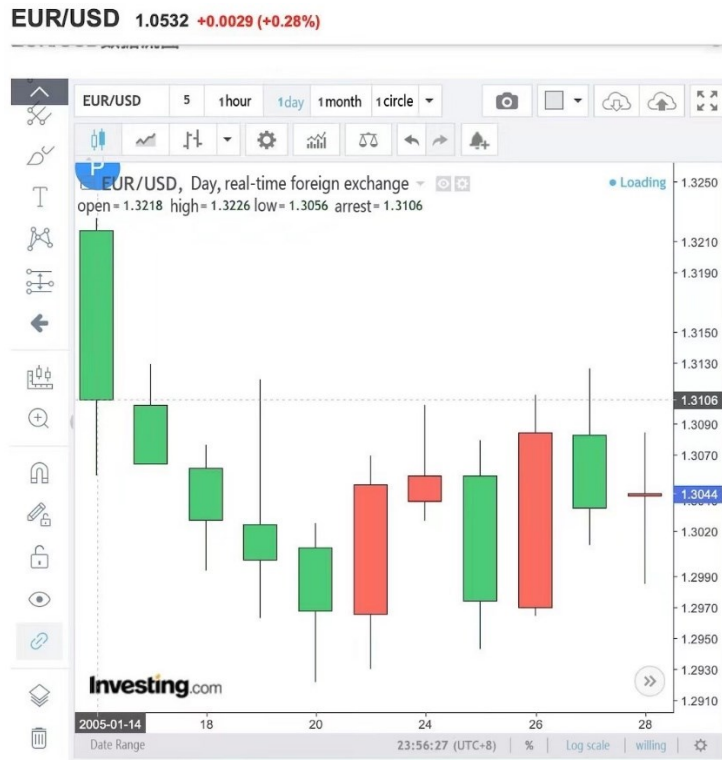 EUR/USD 1.0532 +0.0029 (+0.28%)
EUR/USD 5 1hour 1day 1month 1circle
P
EUR/USD, Day, real-time foreign exchange
Loading
open=1.3218 high=1.3226 low=1.3056 arrest=1.3106
1.3250
1.3210
1.3190
1.3150
1.3130
1.3106
1.3090
1.3070
1.3044
1.3020
1.2990
1.2970
1.2950
1.2930
1.2910
Investing.com
2005-01-14 18 20 24 26 28
Date Range 23:56:27 (UTC+8) % Log scale willing